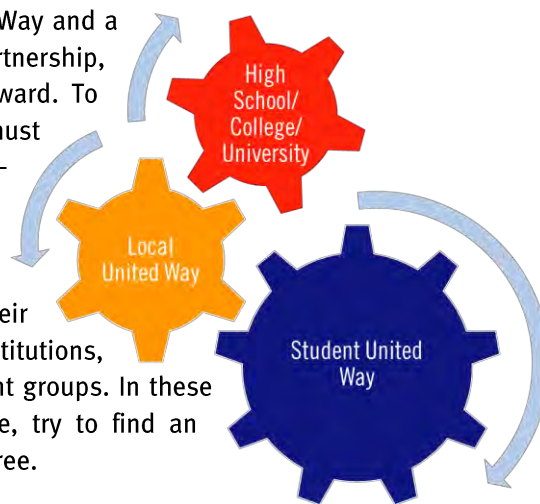 Way and a
rtnership,
ward. To
nust
–
eir
titutions,
nt groups. In these
e, try to find an
ree.
High
School/
College/
University
Local
United Way
Student United
Way